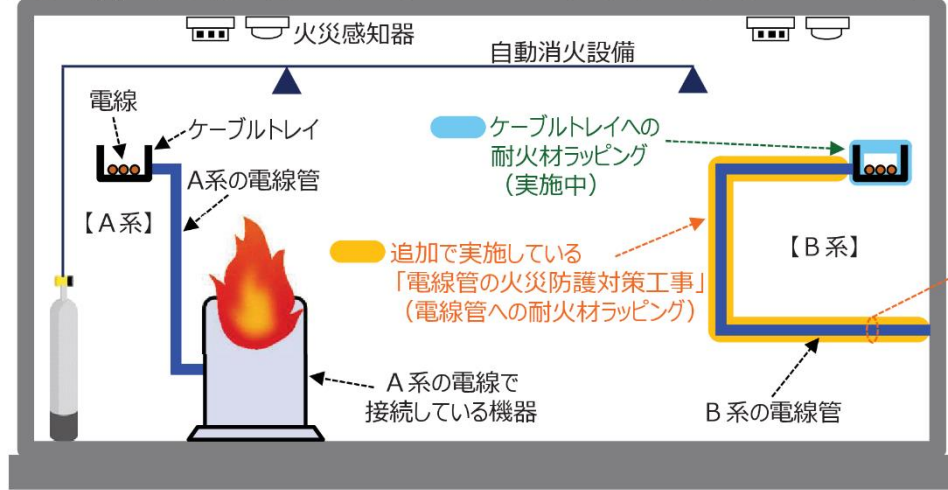 火災感知器
自動消火設備
電線
ケーブルトレイ
A系の電線管
【A系】
ケーブルトレイへの
耐火材ラッピング
（実施中）
【B系】
追加で実施している
「電線管の火災防護対策工事」
（電線管への耐火材ラッピング）
A系の電線で
接続している機器
B系の電線管